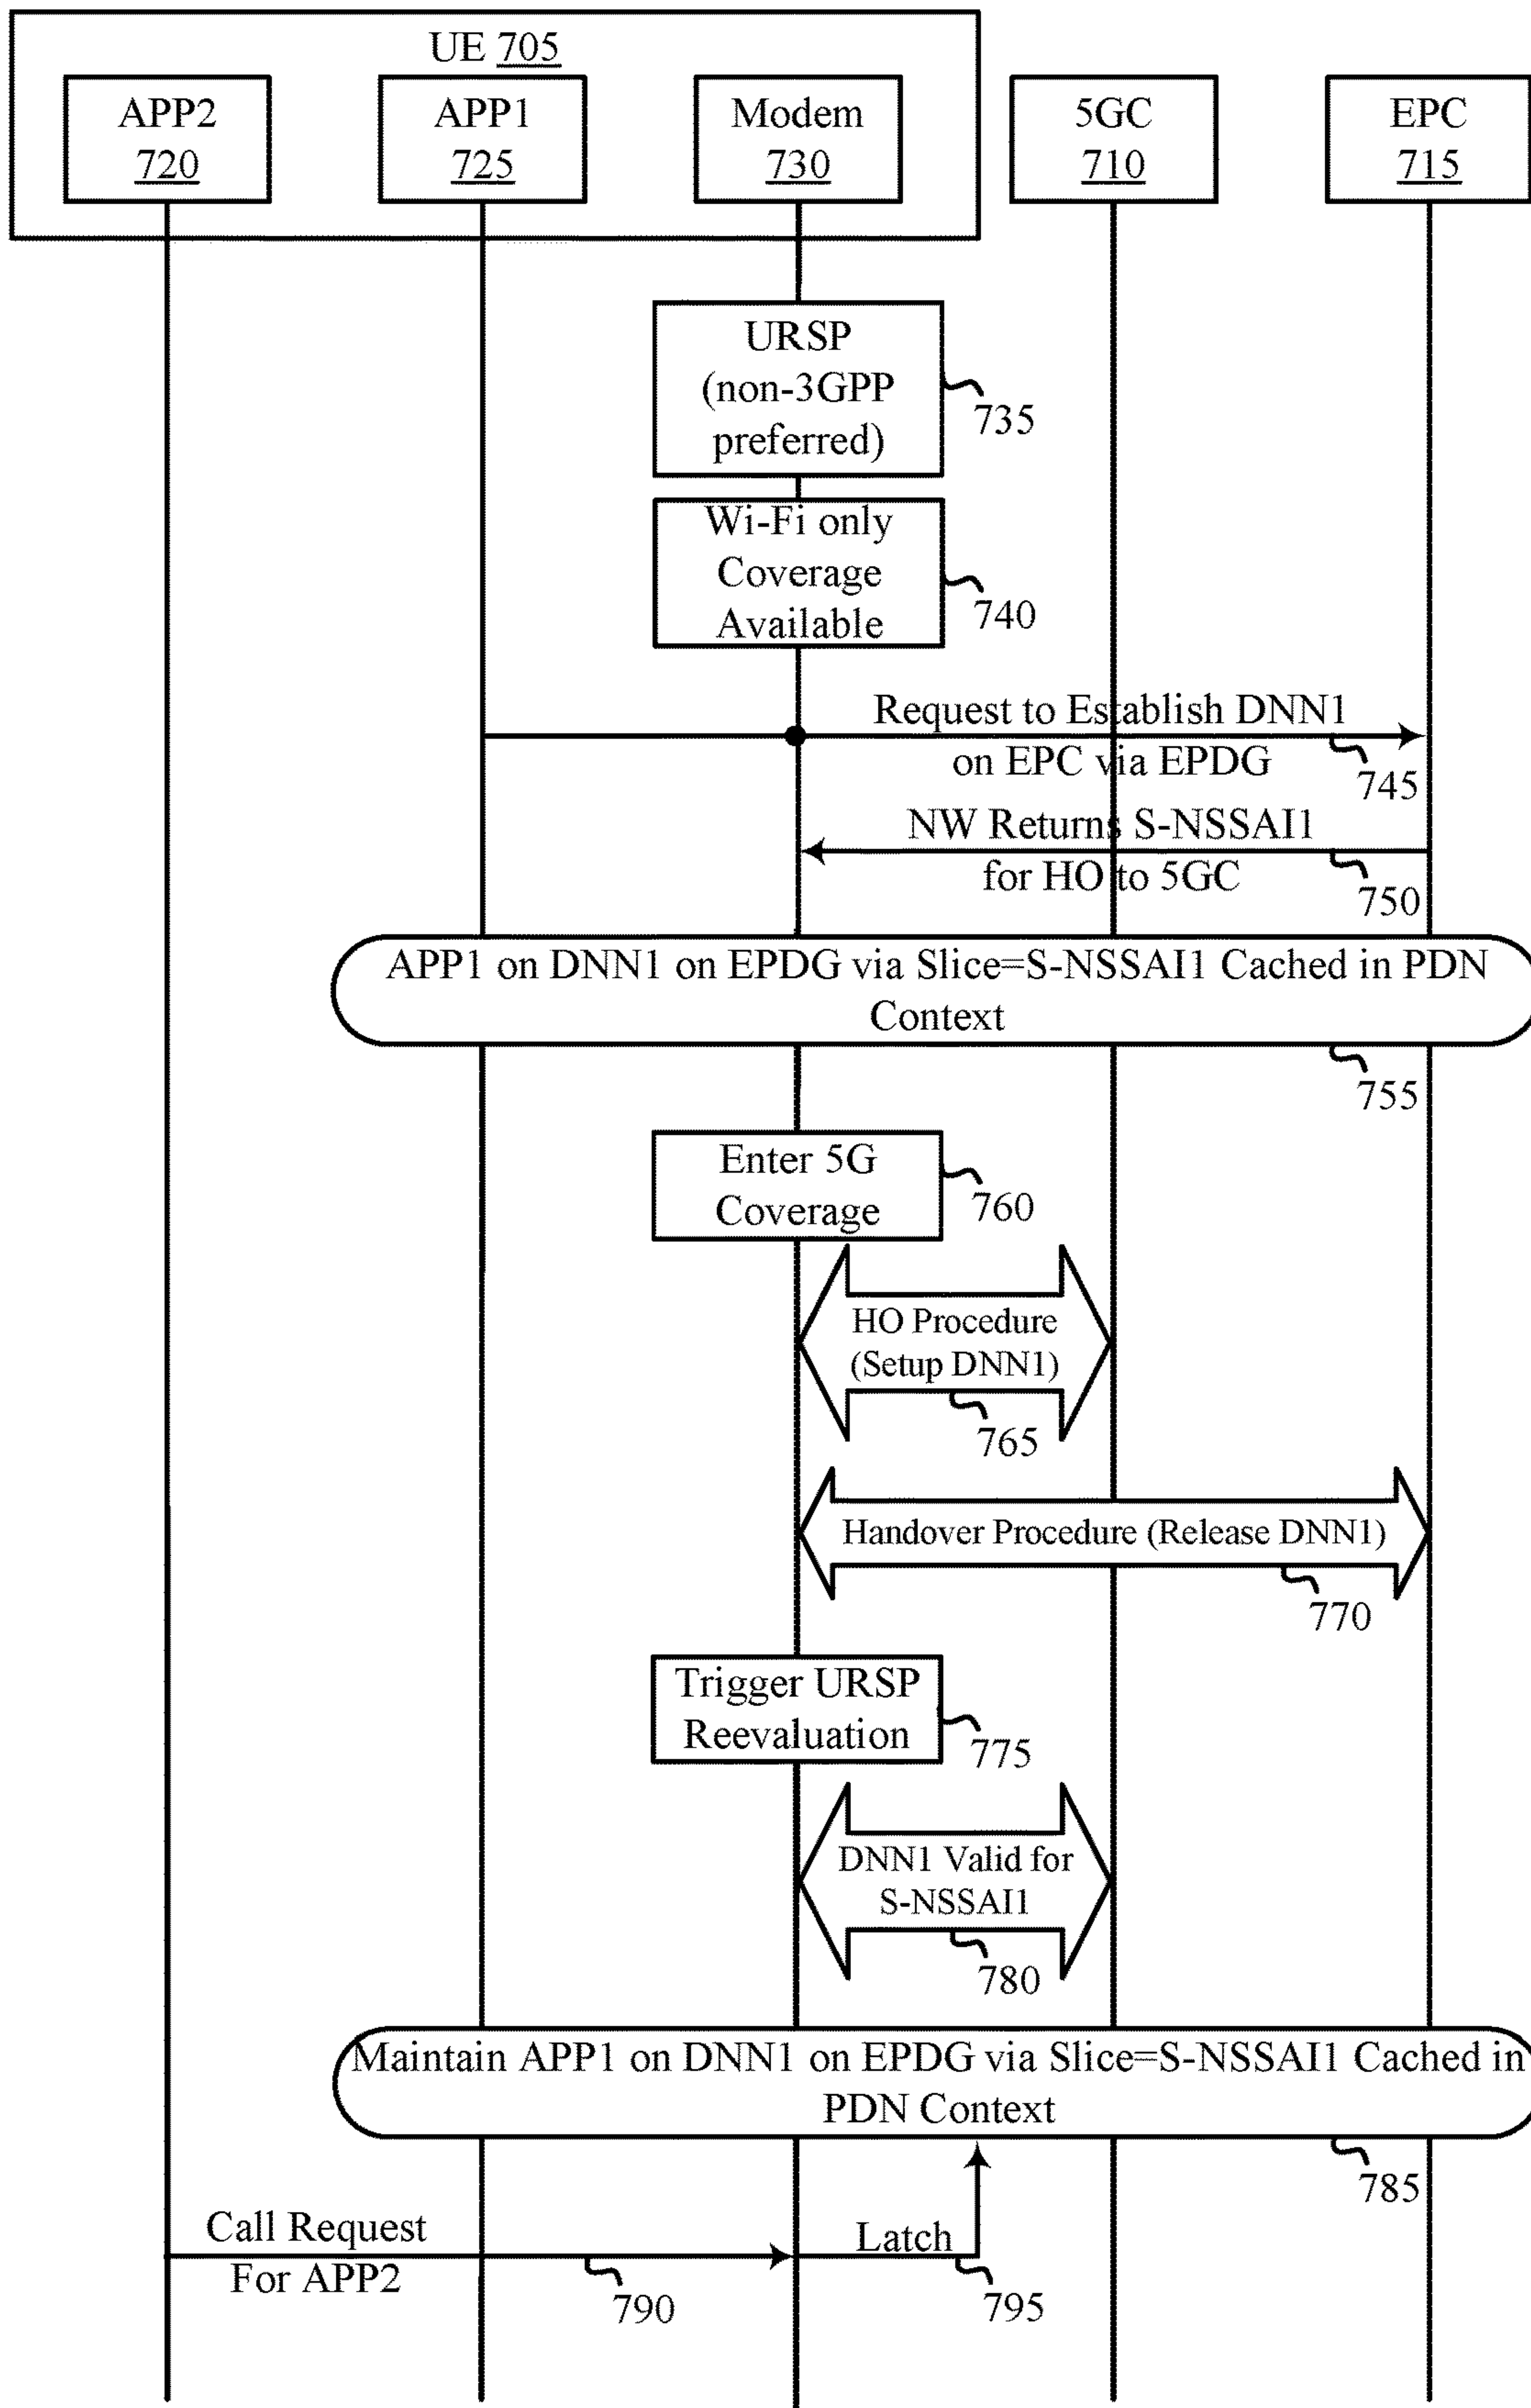 UE 705
APP2
720
APP1
725
Modem
730
5GC
710
EPC
715
URSP
(non-3GPP
preferred)
735
Wi-Fi only
Coverage
Available
740
Request to Establish DNN1
on EPC via EPDG
745
NW Returns S-NSSAI1
for HO to 5GC
750
APP1 on DNN1 on EPDG via Slice=S-NSSAI1 Cached in PDN
Context
755
Enter 5G
Coverage
760
HO Procedure
(Setup DNN1)
765
Handover Procedure (Release DNN1)
770
Trigger URSP
Reevaluation
775
DNN1 Valid for
S-NSSAI1
780
Maintain APP1 on DNN1 on EPDG via Slice=S-NSSAI1 Cached in
PDN Context
785
Call Request
For APP2
790
Latch
795